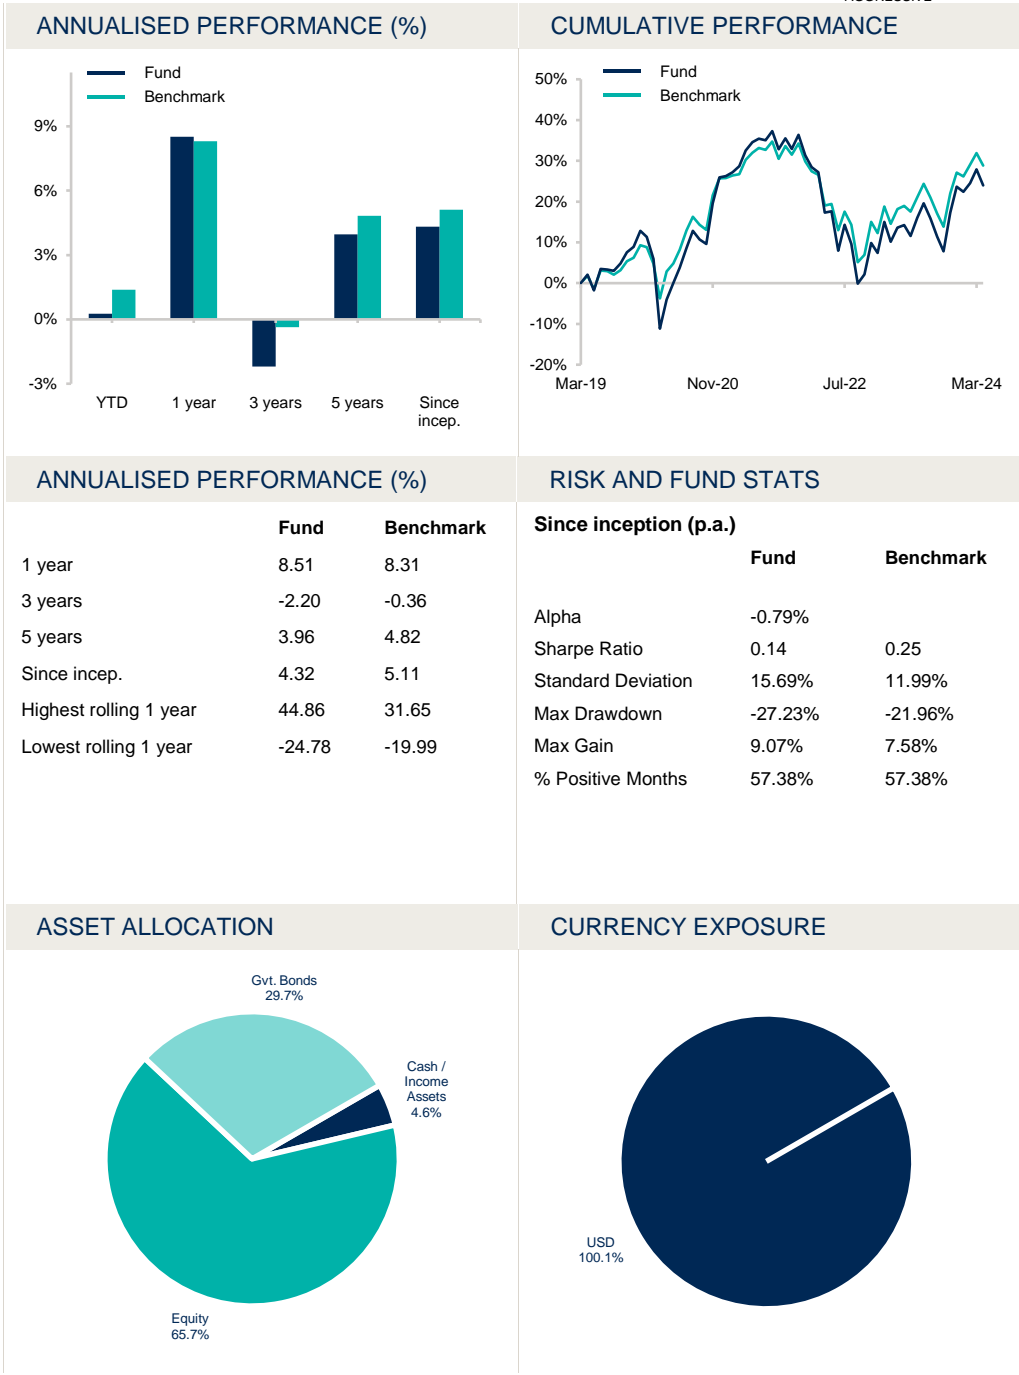 ANNUALISED PERFORMANCE (%)
Fund
Benchmark
9%
6%
3%
0%
-3%
YTD
1 year
3 years
5 years
Since
incep.
CUMULATIVE PERFORMANCE
Fund
Benchmark
50%
40%
30%
20%
10%
0%
-10%
-20%
Mar-19
Nov-20
Jul-22
Mar-24
ANNUALISED PERFORMANCE (%)
Fund Benchmark
1 year 8.51 8.31
3 years -2.20 -0.36
5 years 3.96 4.82
Since incep. 4.32 5.11
Highest rolling 1 year 44.86 31.65
Lowest rolling 1 year -24.78 -19.99
RISK AND FUND STATS
Since inception (p.a.)
Fund Benchmark
Alpha -0.79%
Sharpe Ratio 0.14 0.25
Standard Deviation 15.69% 11.99%
Max Drawdown -27.23% -21.96%
Max Gain 9.07% 7.58%
% Positive Months 57.38% 57.38%
ASSET ALLOCATION
Gvt. Bonds
29.7%
Cash /
Income
Assets
4.6%
Equity
65.7%
CURRENCY EXPOSURE
USD
100.1%